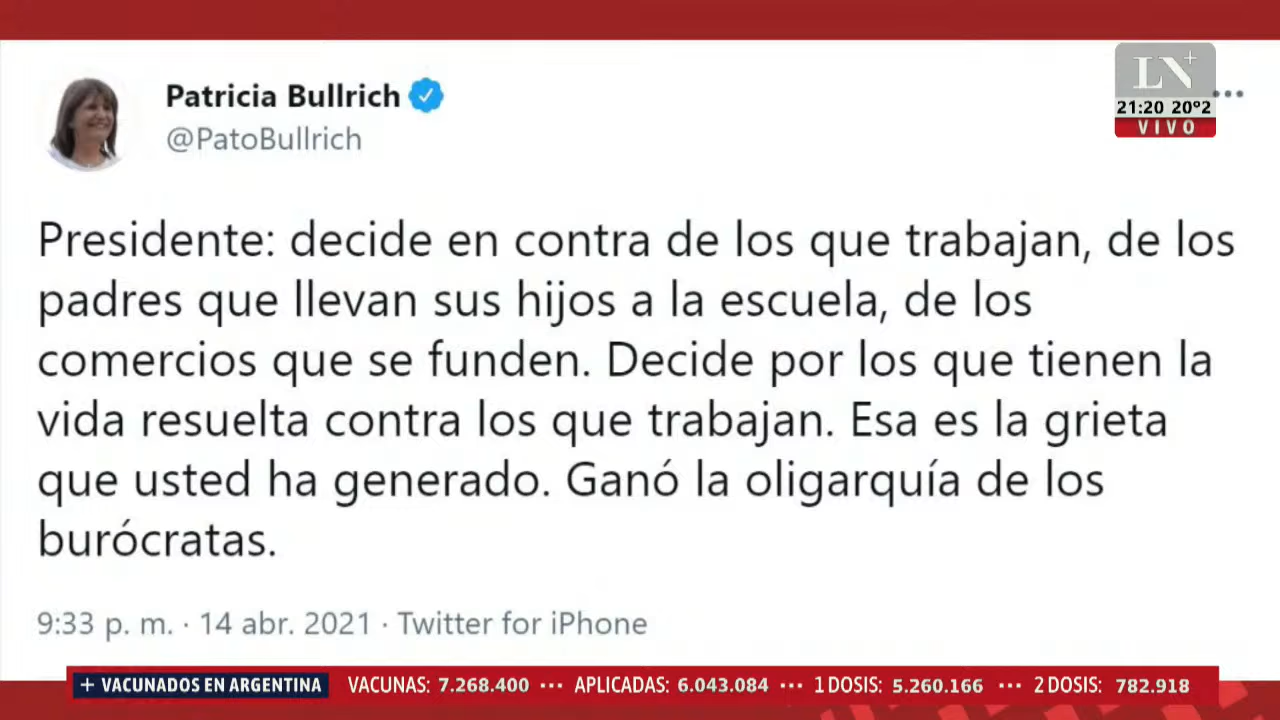 Patricia Bullrich
@PatoBullrich
LN+
21:20 20º2
VIVO
Presidente: decide en contra de los que trabajan, de los
padres que llevan sus hijos a la escuela, de los
comercios que se funden. Decide por los que tienen la
vida resuelta contra los que trabajan. Esa es la grieta
que usted ha generado. Ganó la oligarquía de los
burócratas.
9:33 p. m. · 14 abr. 2021 · Twitter for iPhone
+ VACUNADOS EN ARGENTINA VACUNAS: 7.268.400 ··· APLICADAS: 6.043.084 ··· 1 DOSIS: 5.260.166 ··· 2 DOSIS: 782.918